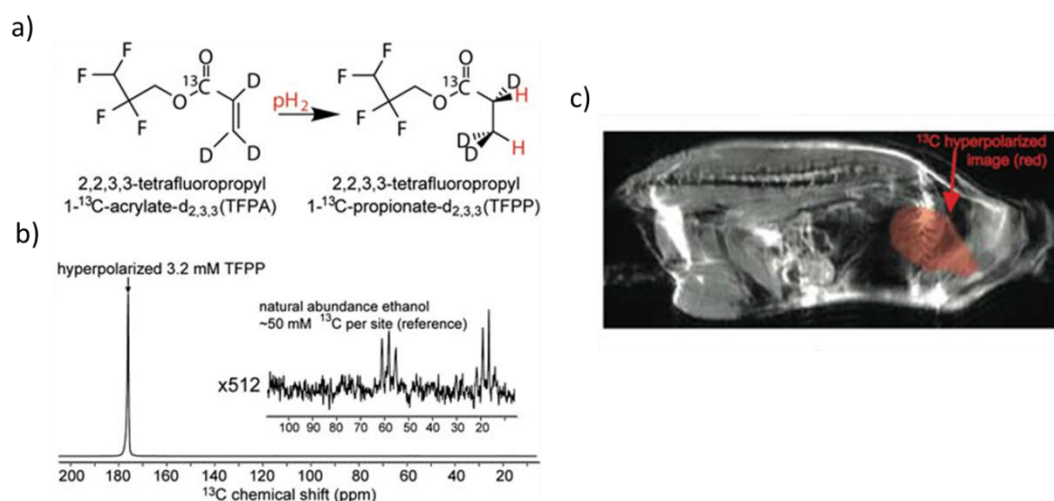 a)
F
F
F
F
O
O
13C
D
D
D
pH2
F
F
F
F
O
O
13C
D
H
D
D
H
2,2,3,3-tetrafluoropropyl
1-13C-acrylate-d2,3,3(TFPA)
2,2,3,3-tetrafluoropropyl
1-13C-propionate-d2,3,3(TFPP)
b)
hyperpolarized 3.2 mM TFPP
natural abundance ethanol
~50 mM 13C per site (reference)
x512
100 90 80 70 60 50 40 30 20
200 180 160 140 120 100 80 60 40 20
13C chemical shift (ppm)
c)
13C hyperpolarized
image (red)